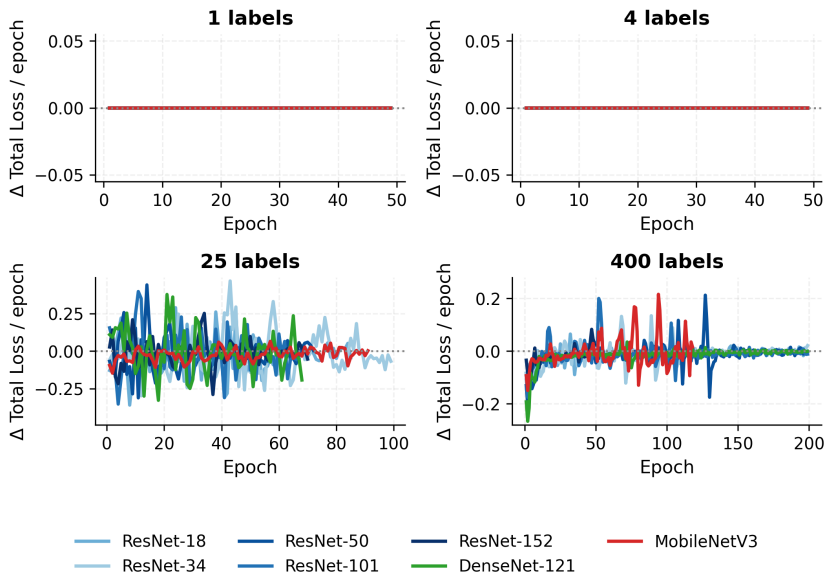 1 labels
4 labels
Δ Total Loss / epoch
0.05
0.00
−0.05
0 10 20 30 40 50
Epoch
Δ Total Loss / epoch
0.05
0.00
−0.05
0 10 20 30 40 50
Epoch
25 labels
400 labels
Δ Total Loss / epoch
0.25
0.00
−0.25
0 20 40 60 80 100
Epoch
Δ Total Loss / epoch
0.2
0.0
−0.2
0 50 100 150 200
Epoch
ResNet-18 ResNet-50 ResNet-152 MobileNetV3
ResNet-34 ResNet-101 DenseNet-121